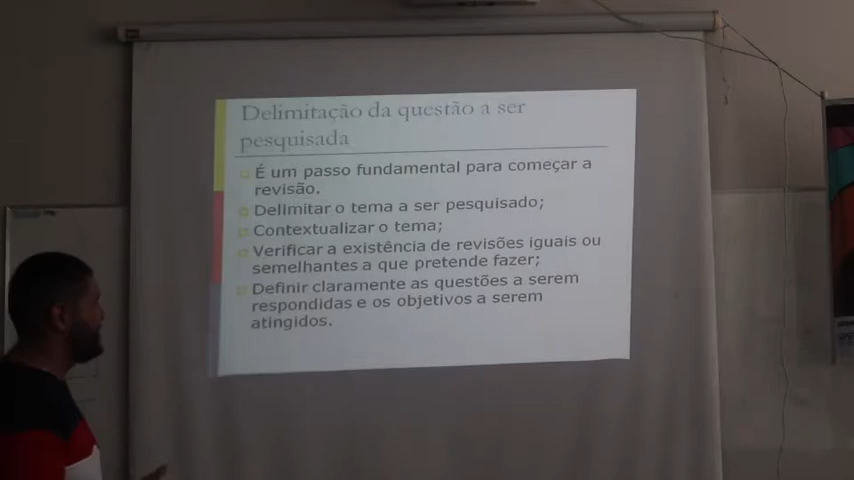 Delimitação da questão a ser
pesquisada
É um passo fundamental para começar a
revisão.
Delimitar o tema a ser pesquisado;
Contextualizar o tema;
Verificar a existência de revisões iguais ou
semelhantes a que pretende fazer;
Definir claramente as questões a serem
respondidas e os objetivos a serem
atingidos.